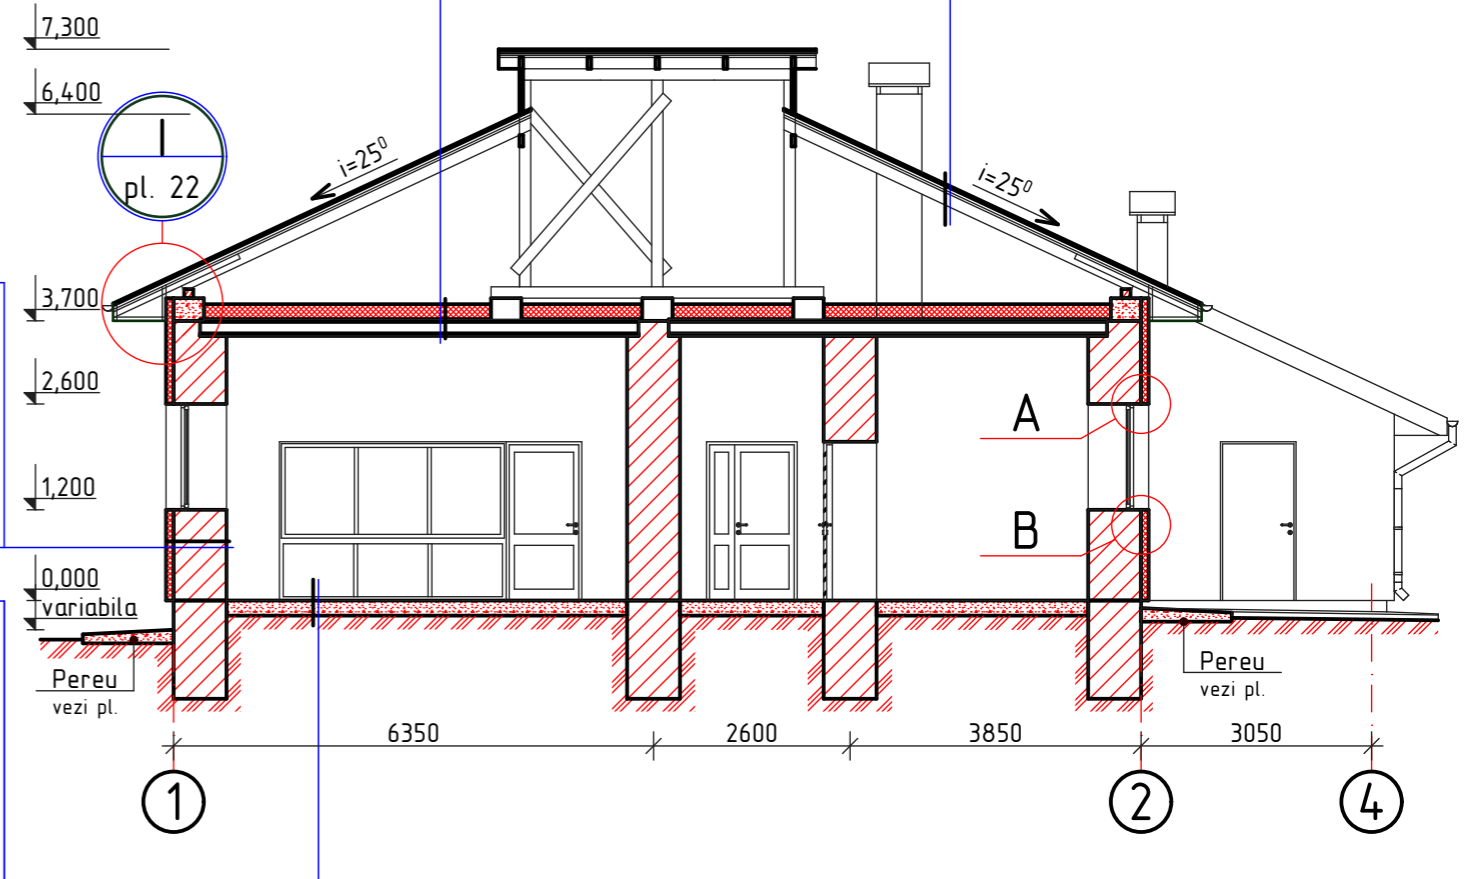 7,300
6,400
I
pl. 22
i=25⁰
i=25⁰
3,700
2,600
A
1,200
B
0,000
variabila
Pereu
vezi pl.
Pereu
vezi pl.
6350
2600
3850
3050
1
2
4